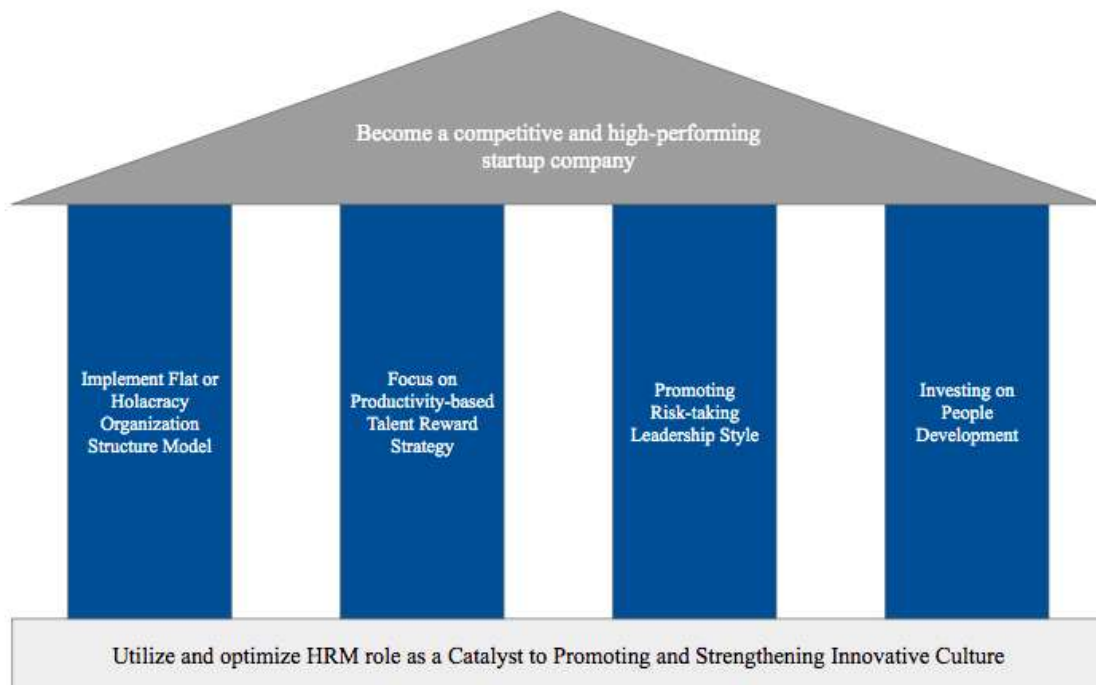 Become a competitive and high-performing
startup company
Implement Flat or
Holacracy
Organization
Structure Model
Focus on
Productivity-based
Talent Reward
Strategy
Promoting
Risk-taking
Leadership Style
Investing on
People
Development
Utilize and optimize HRM role as a Catalyst to Promoting and Strengthening Innovative Culture